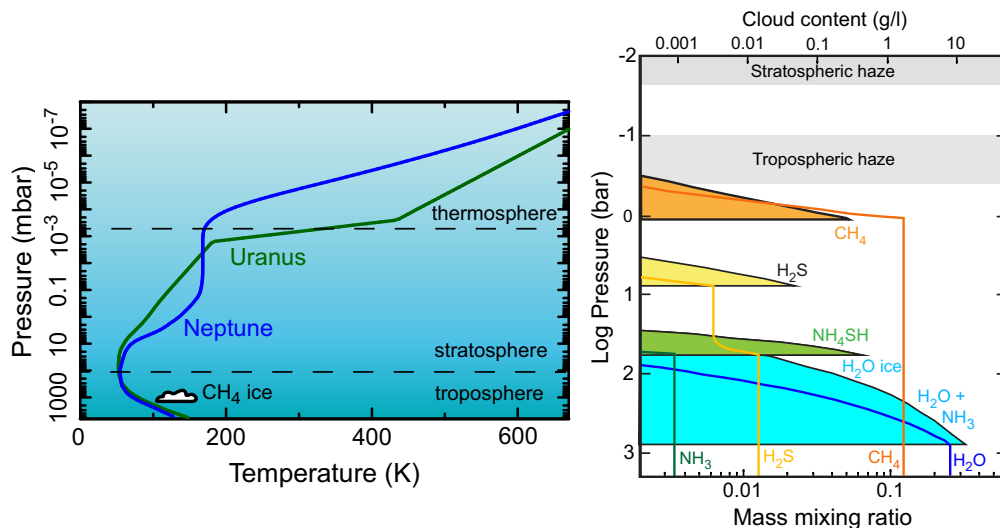 10⁻⁷
10⁻⁵
10⁻³
0.1
10
1000
Pressure (mbar)
thermosphere
Uranus
Neptune
stratosphere
CH₄ ice
troposphere
0
200
400
600
Temperature (K)
Cloud content (g/l)
0.001
0.01
0.1
1
10
-2
-1
0
1
2
3
Log Pressure (bar)
Stratospheric haze
Tropospheric haze
CH₄
H₂S
NH₄SH
H₂O ice
H₂O +
NH₃
NH₃
H₂S
CH₄
H₂O
0.01
0.1
Mass mixing ratio